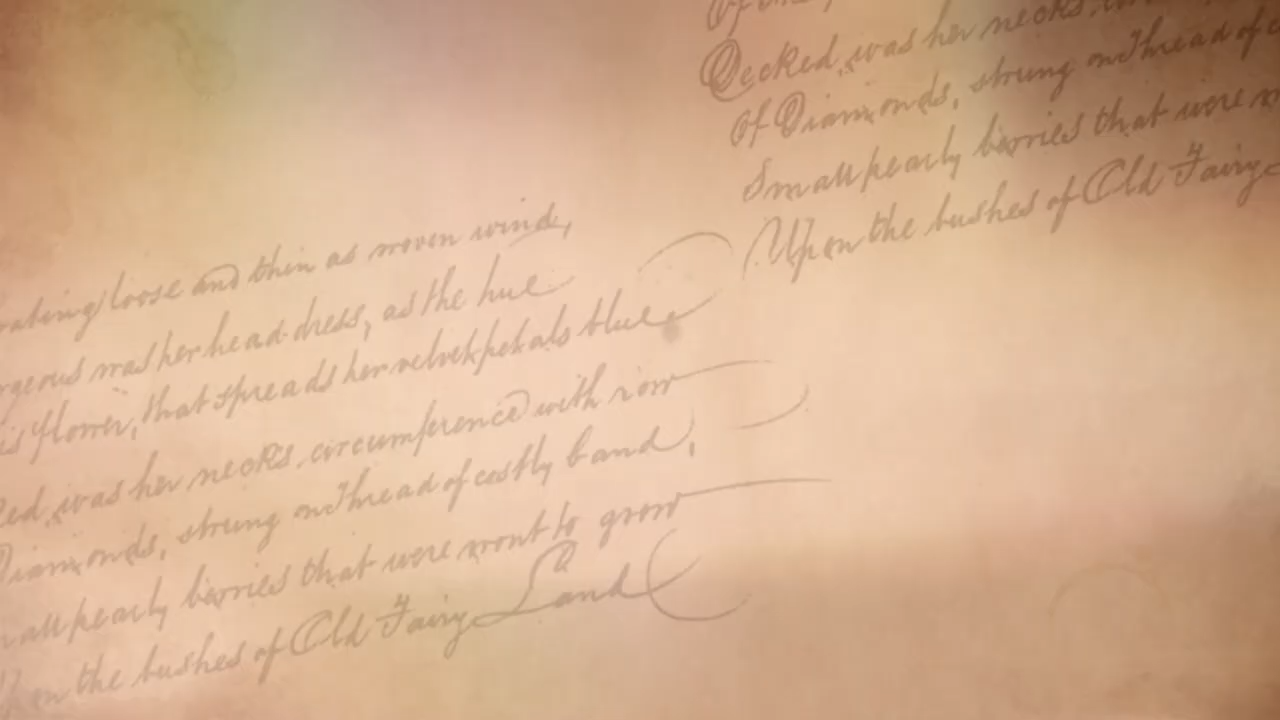 loose and thin as woven wind,
was her head dress, as the hue
flower, that spreads her velvet petals blue.
was her necks circumference with row
Diamonds, strung on Thread of costly band,
Small pearly berries that were wont to grow
Upon the bushes of Old Fairy Land
Decked, was her necks
Of Diamonds, strung on Thread of
Small pearly berries that were
Upon the bushes of Old Fairy